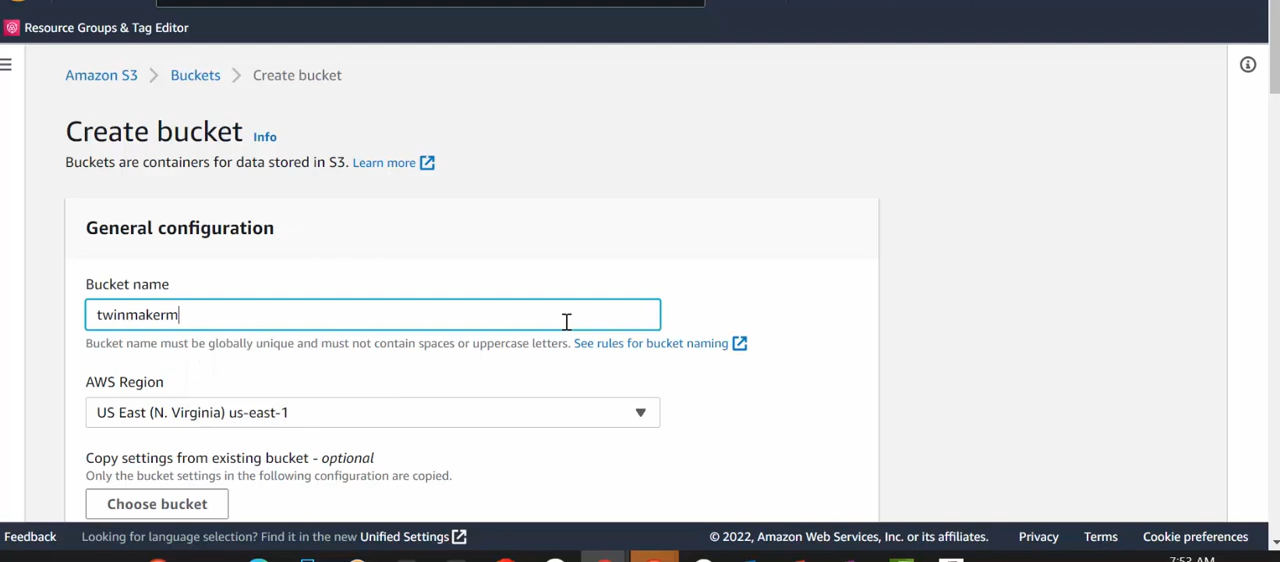 Resource Groups & Tag Editor
Amazon S3 > Buckets > Create bucket
Create bucket Info
Buckets are containers for data stored in S3. Learn more
General configuration
Bucket name
twinmakerm
Bucket name must be globally unique and must not contain spaces or uppercase letters. See rules for bucket naming
AWS Region
US East (N. Virginia) us-east-1
Copy settings from existing bucket - optional
Only the bucket settings in the following configuration are copied.
Choose bucket
Feedback Looking for language selection? Find it in the new Unified Settings © 2022, Amazon Web Services, Inc. or its affiliates. Privacy Terms Cookie preferences
7:53 AM